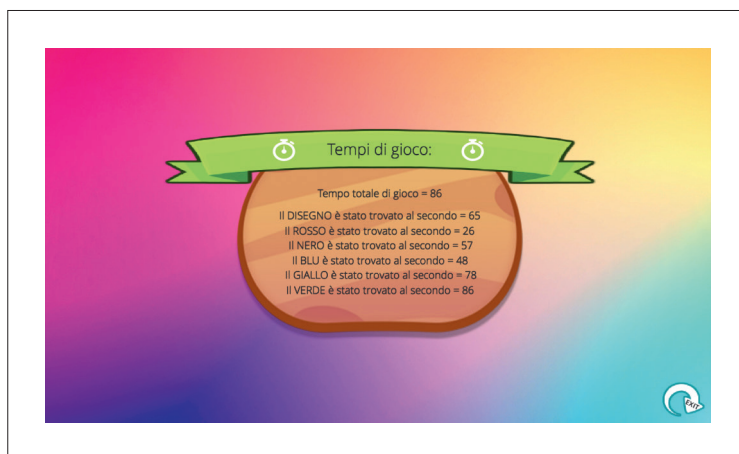 Tempi di gioco:
Tempo totale di gioco = 86
Il DISEGNO è stato trovato al secondo = 65
Il ROSSO è stato trovato al secondo = 26
Il NERO è stato trovato al secondo = 57
Il BLU è stato trovato al secondo = 48
Il GIALLO è stato trovato al secondo = 78
Il VERDE è stato trovato al secondo = 86
EXIT